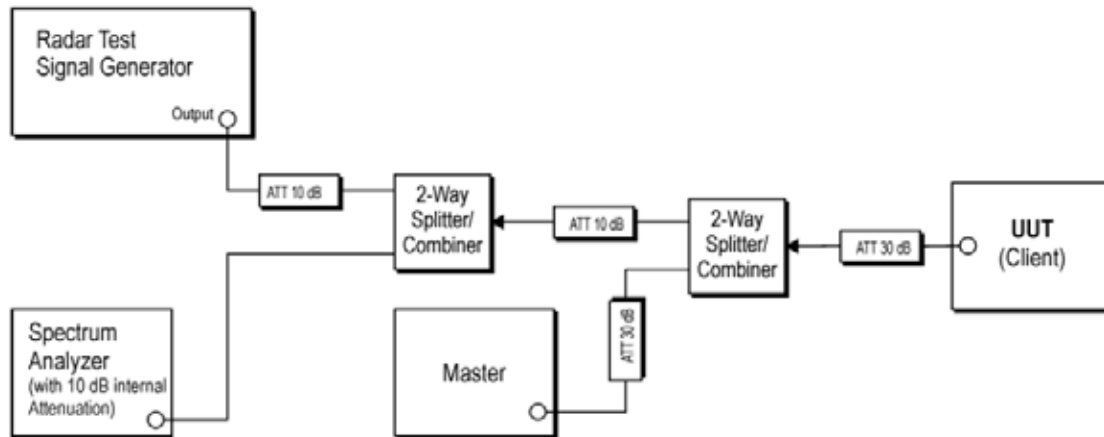 Radar Test
Signal Generator
Output
ATT 10 dB
2-Way
Splitter/
Combiner
ATT 10 dB
2-Way
Splitter/
Combiner
ATT 30 dB
UUT
(Client)
Spectrum
Analyzer
(with 10 dB internal
Attenuation)
Master
ATT 30 dB